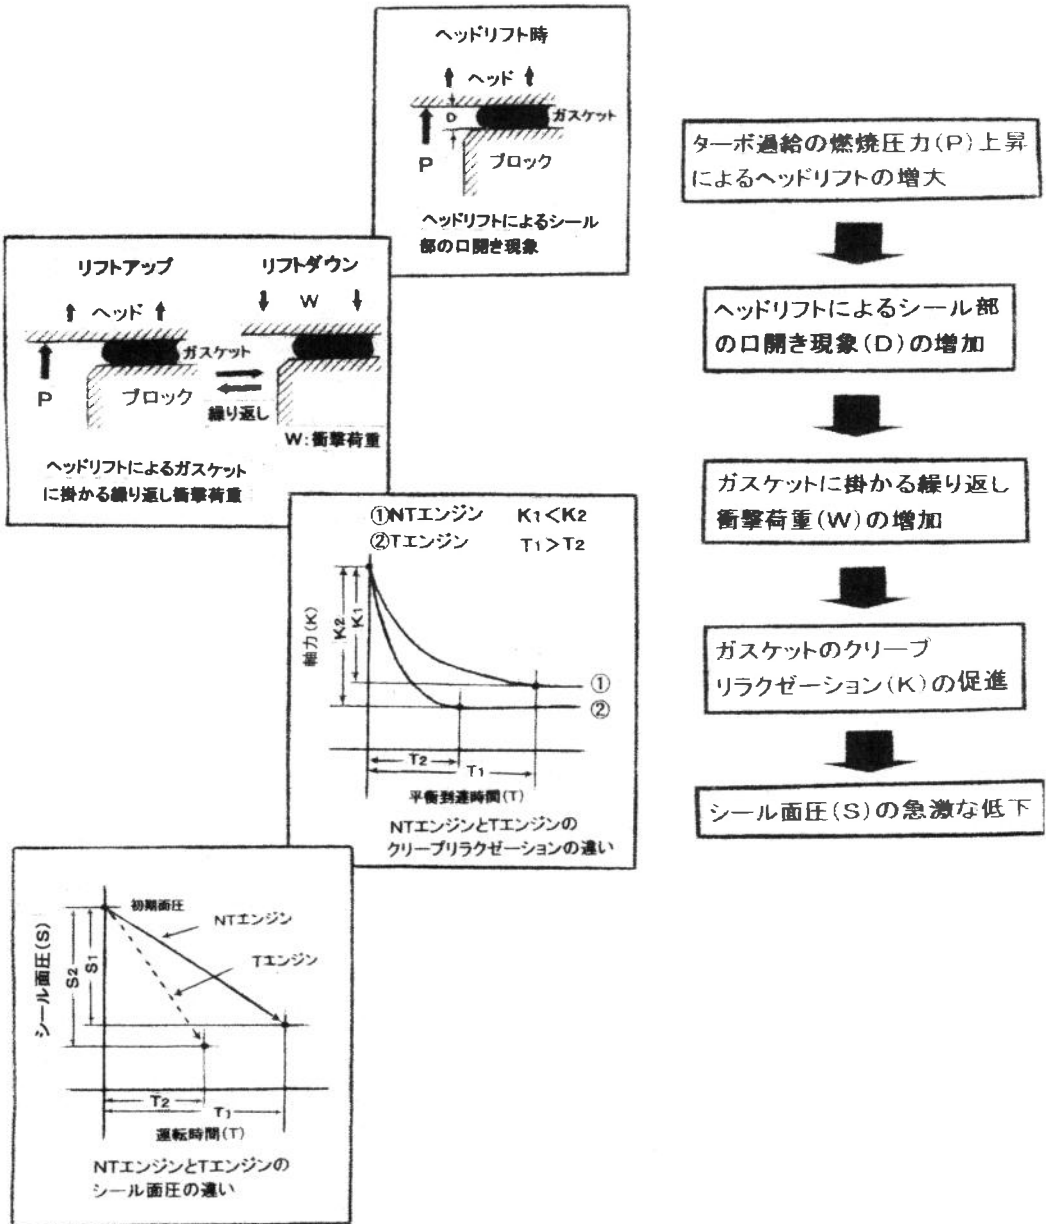 ヘッドリフト時
ヘッド
D
ガスケット
P
ブロック
ヘッドリフトによるシール
部の口開き現象
リフトアップ
リフトダウン
ヘッド
W
ガスケット
P
ブロック
繰り返し
W:衝撃荷重
ヘッドリフトによるガスケット
に掛かる繰り返し衝撃荷重
①NTエンジン K1<K2
②Tエンジン T1>T2
軸力(K)
K2
K1
①
②
T2
T1
平衡到達時間(T)
NTエンジンとTエンジンの
クリープリラクゼーションの違い
初期面圧
NTエンジン
Tエンジン
シール面圧(S)
S2
S1
T2
T1
運転時間(T)
NTエンジンとTエンジンの
シール面圧の違い
ターボ過給の燃焼圧力(P)上昇
によるヘッドリフトの増大
ヘッドリフトによるシール部
の口開き現象(D)の増加
ガスケットに掛かる繰り返し
衝撃荷重(W)の増加
ガスケットのクリープ
リラクゼーション(K)の促進
シール面圧(S)の急激な低下